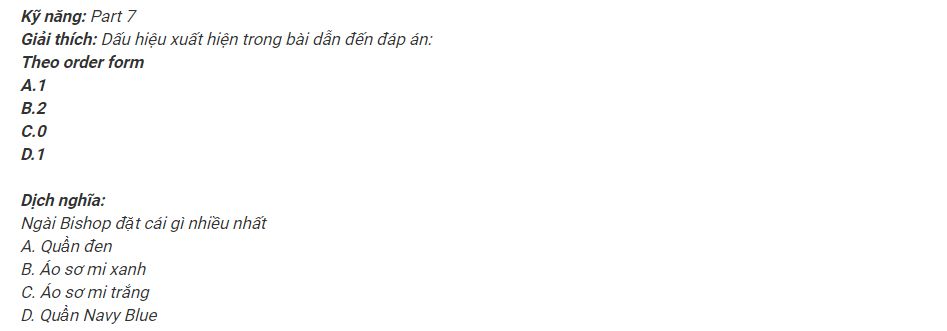 Kỹ năng: Part 7
Giải thích: Dấu hiệu xuất hiện trong bài dẫn đến đáp án:
Theo order form
A.1
B.2
C.0
D.1
Dịch nghĩa:
Ngài Bishop đặt cái gì nhiều nhất
A. Quần đen
B. Áo sơ mi xanh
C. Áo sơ mi trắng
D. Quần Navy Blue